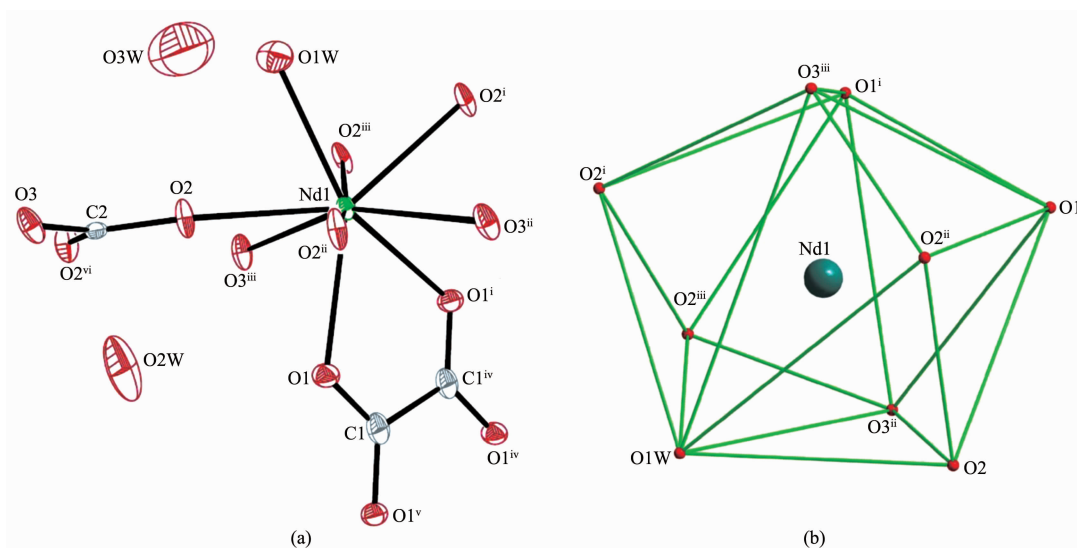 O3W
O1W
O2ⁱ
O2ⁱⁱⁱ
Nd1
O3
C2
O2
O3ⁱⁱ
O2ᵛⁱ
O3ⁱⁱⁱ
O2ⁱⁱ
O1ⁱ
O2W
O1
C1ⁱᵛ
C1
O1ⁱᵛ
O1ᵛ
(a)
O3ⁱⁱⁱ
O1ⁱ
O2ⁱ
O1
O2ⁱⁱ
Nd1
O2ⁱⁱⁱ
O3ⁱⁱ
O1W
O2
(b)